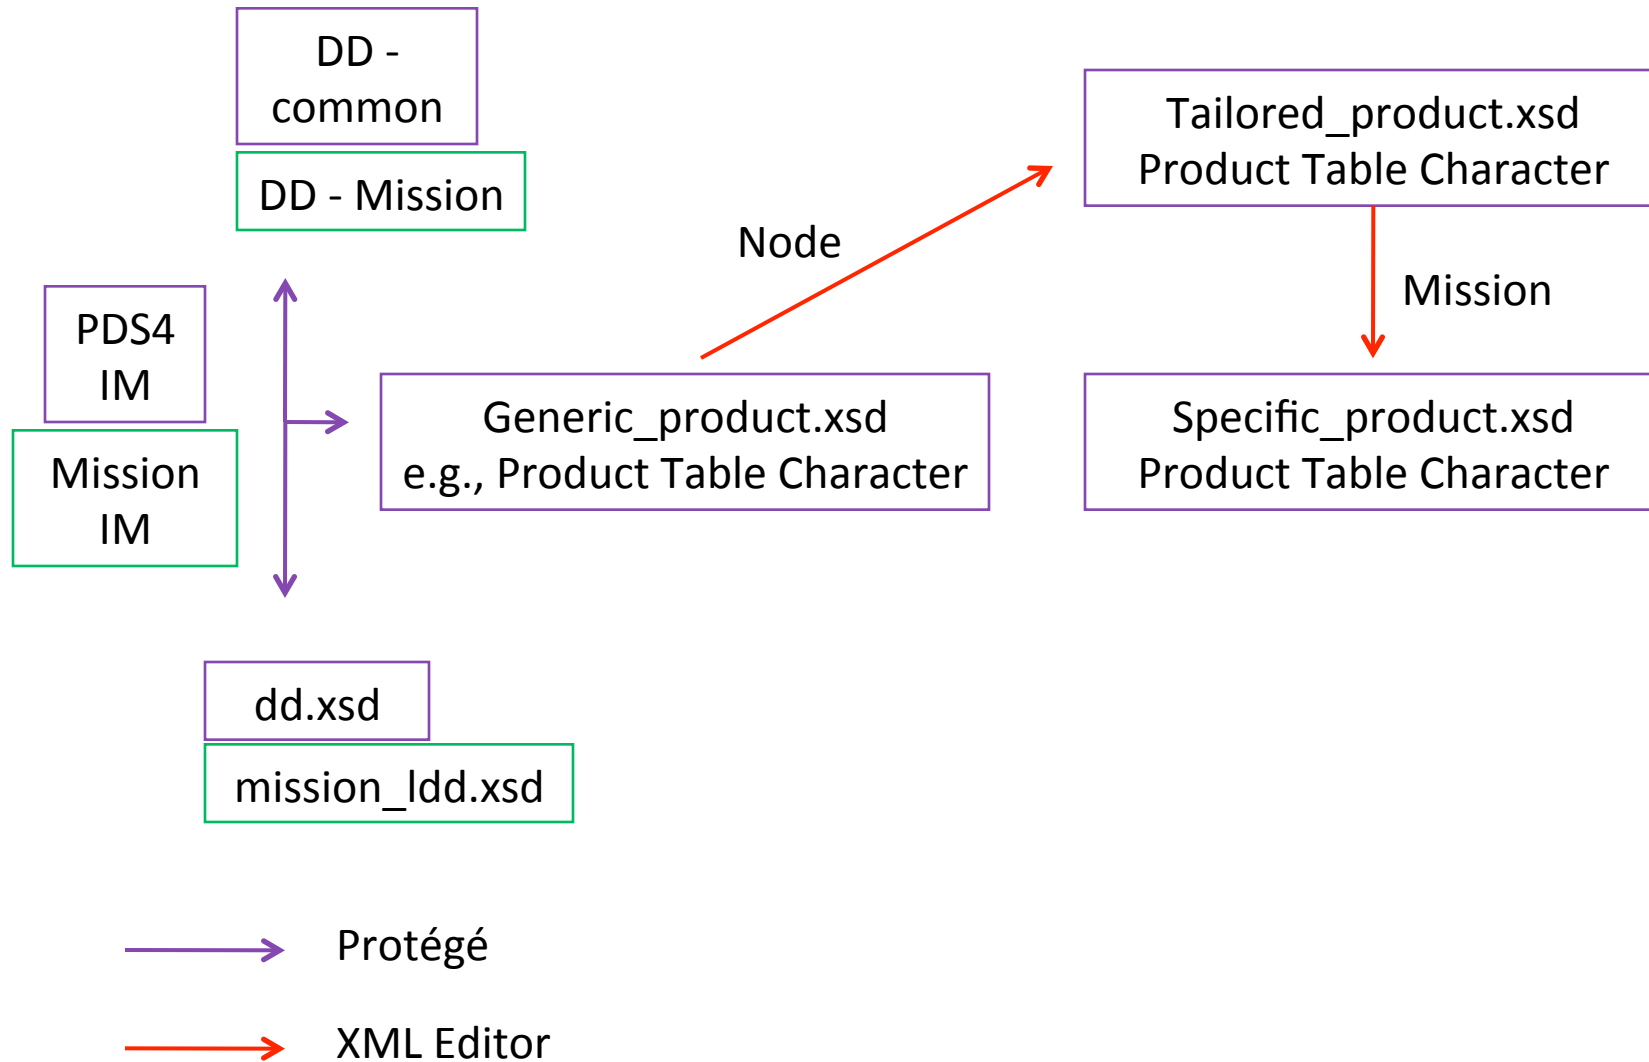 DD -
common
DD - Mission
Tailored_product.xsd
Product Table Character
Node
Mission
PDS4
IM
Mission
IM
Generic_product.xsd
e.g., Product Table Character
Specific_product.xsd
Product Table Character
dd.xsd
mission_ldd.xsd
Protégé
XML Editor